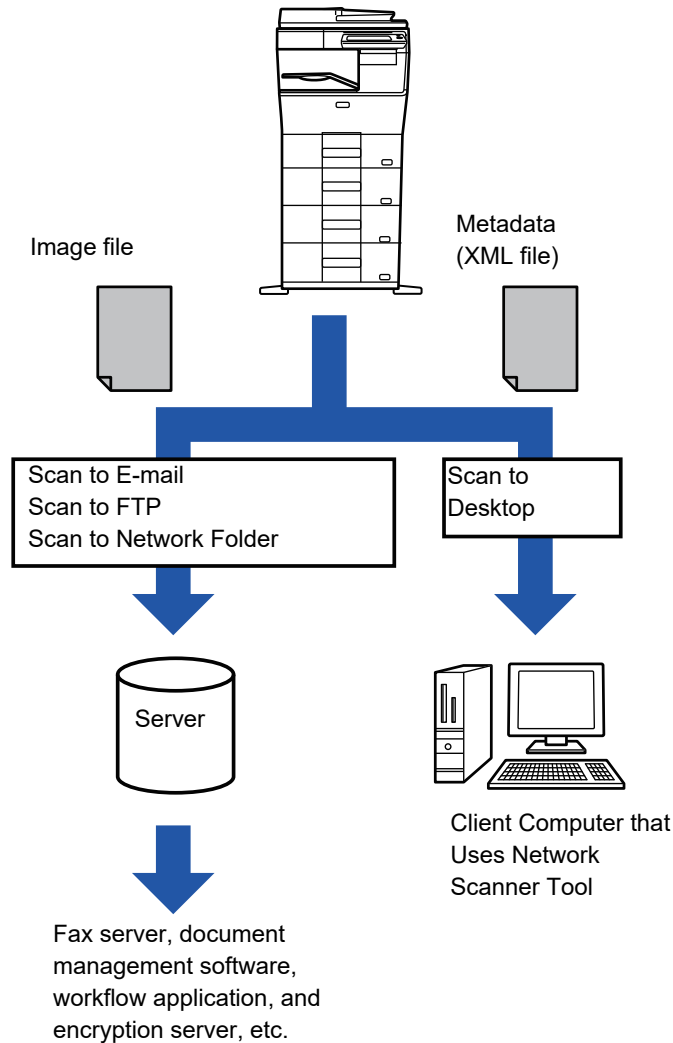 Image file
Metadata
(XML file)
Scan to E-mail
Scan to FTP
Scan to Network Folder
Scan to
Desktop
Server
Client Computer that
Uses Network
Scanner Tool
Fax server, document
management software,
workflow application, and
encryption server, etc.